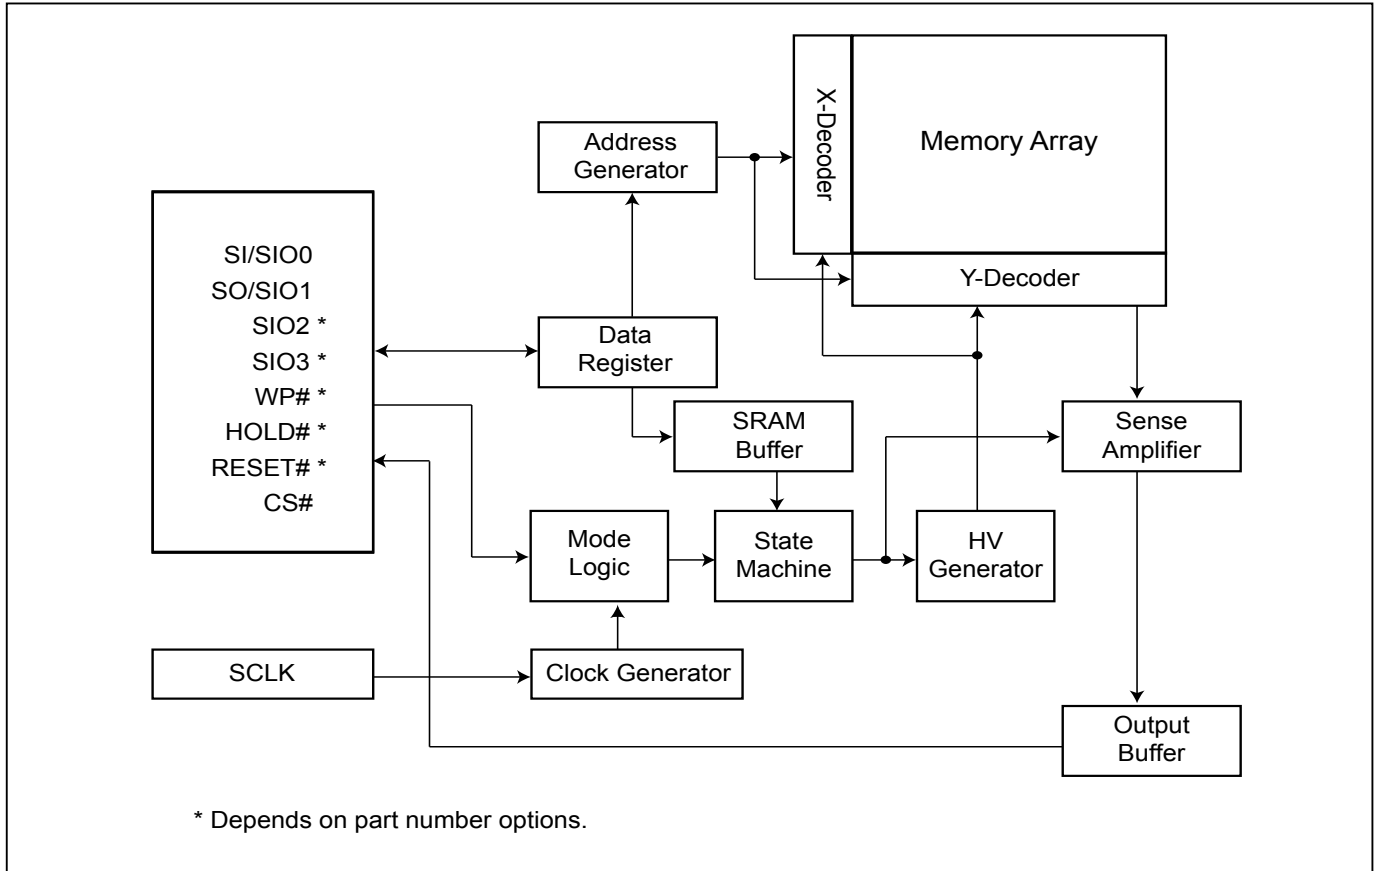 X-Decoder
Memory Array
Address
Generator
Y-Decoder
SI/SIO0
SO/SIO1
SIO2 *
SIO3 *
WP# *
HOLD# *
RESET# *
CS#
Data
Register
SRAM
Buffer
Sense
Amplifier
Mode
Logic
State
Machine
HV
Generator
SCLK
Clock Generator
Output
Buffer
* Depends on part number options.